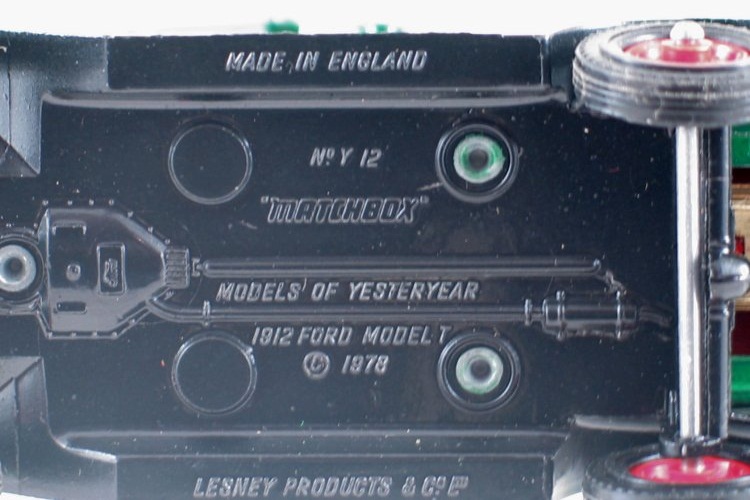 MADE IN ENGLAND
Nº Y 12
"MATCHBOX"
MODELS OF YESTERYEAR
1912 FORD MODEL T
© 1978
LESNEY PRODUCTS & Cº Lᵀᴰ